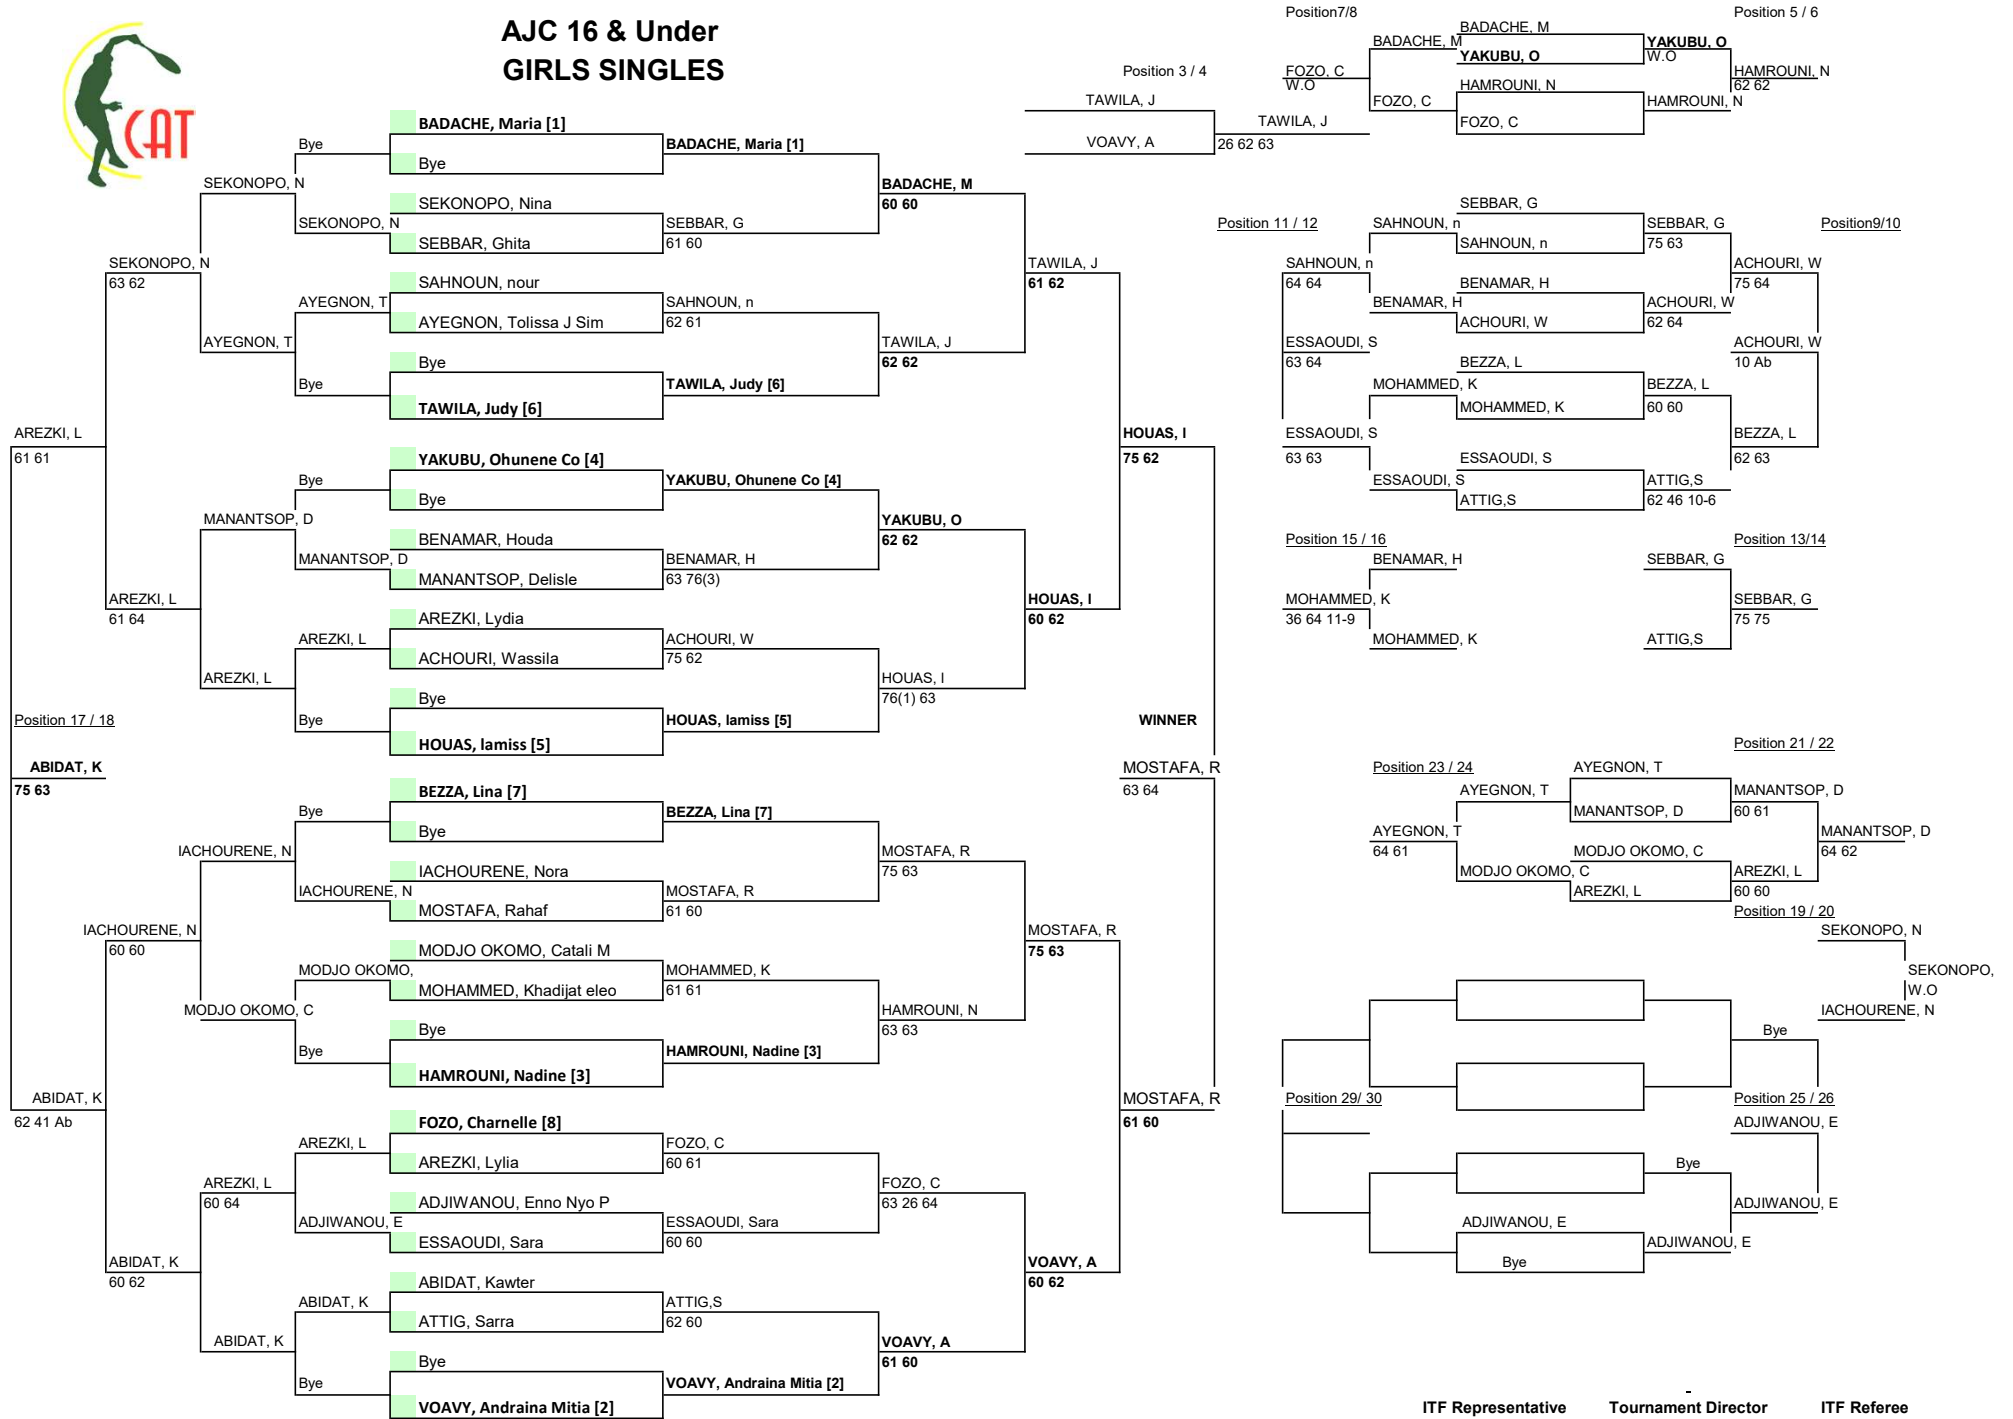 AJC 16 & Under
GIRLS SINGLES
CAT
Position 3 / 4
TAWILA, J
VOAVY, A
TAWILA, J
26 62 63
Position7/8
FOZO, C
W.O
BADACHE, M
FOZO, C
BADACHE, M
YAKUBU, O
HAMROUNI, N
FOZO, C
Position 5 / 6
YAKUBU, O
W.O
HAMROUNI, N
HAMROUNI, N
62 62
BADACHE, Maria [1]
Bye
SEKONOPO, Nina
SEBBAR, Ghita
SAHNOUN, nour
AYEGNON, Tolissa J Sim
Bye
TAWILA, Judy [6]
YAKUBU, Ohunene Co [4]
Bye
BENAMAR, Houda
MANANTSOP, Delisle
AREZKI, Lydia
ACHOURI, Wassila
Bye
HOUAS, lamiss [5]
BEZZA, Lina [7]
Bye
IACHOURENE, Nora
MOSTAFA, Rahaf
MODJO OKOMO, Catali M
MOHAMMED, Khadijat eleo
Bye
HAMROUNI, Nadine [3]
FOZO, Charnelle [8]
AREZKI, Lylia
ADJIWANOU, Enno Nyo P
ESSAOUDI, Sara
ABIDAT, Kawter
ATTIG, Sarra
Bye
VOAVY, Andraina Mitia [2]
BADACHE, Maria [1]
SEBBAR, G
61 60
SAHNOUN, n
62 61
TAWILA, Judy [6]
YAKUBU, Ohunene Co [4]
BENAMAR, H
63 76(3)
ACHOURI, W
75 62
HOUAS, lamiss [5]
BEZZA, Lina [7]
MOSTAFA, R
61 60
MOHAMMED, K
61 61
HAMROUNI, Nadine [3]
FOZO, C
60 61
ESSAOUDI, Sara
60 60
ATTIG,S
62 60
VOAVY, Andraina Mitia [2]
BADACHE, M
60 60
TAWILA, J
62 62
YAKUBU, O
62 62
HOUAS, I
76(1) 63
MOSTAFA, R
75 63
HAMROUNI, N
63 63
FOZO, C
63 26 64
VOAVY, A
61 60
TAWILA, J
61 62
HOUAS, I
60 62
MOSTAFA, R
75 63
VOAVY, A
60 62
HOUAS, I
75 62
WINNER
MOSTAFA, R
63 64
MOSTAFA, R
61 60
Bye
SEKONOPO, N
AYEGNON, T
Bye
Bye
MANANTSOP, D
AREZKI, L
Bye
Bye
IACHOURENE, N
MODJO OKOMO,
Bye
AREZKI, L
ADJIWANOU, E
ABIDAT, K
Bye
SEKONOPO, N
AYEGNON, T
MANANTSOP, D
AREZKI, L
IACHOURENE, N
MODJO OKOMO, C
AREZKI, L
60 64
ABIDAT, K
SEKONOPO, N
63 62
AREZKI, L
61 64
IACHOURENE, N
60 60
ABIDAT, K
60 62
AREZKI, L
61 61
Position 17 / 18
ABIDAT, K
75 63
ABIDAT, K
62 41 Ab
Position 11 / 12
SAHNOUN, n
64 64
ESSAOUDI, S
63 64
ESSAOUDI, S
63 63
SAHNOUN, n
BENAMAR, H
MOHAMMED, K
ESSAOUDI, S
SEBBAR, G
SAHNOUN, n
BENAMAR, H
ACHOURI, W
BEZZA, L
MOHAMMED, K
ESSAOUDI, S
ATTIG,S
SEBBAR, G
75 63
ACHOURI, W
62 64
BEZZA, L
60 60
ATTIG,S
62 46 10-6
Position9/10
ACHOURI, W
75 64
ACHOURI, W
10 Ab
BEZZA, L
62 63
Position 15 / 16
BENAMAR, H
MOHAMMED, K
36 64 11-9
MOHAMMED, K
Position 13/14
SEBBAR, G
SEBBAR, G
75 75
ATTIG,S
Position 23 / 24
AYEGNON, T
64 61
AYEGNON, T
MODJO OKOMO, C
AYEGNON, T
MANANTSOP, D
MODJO OKOMO, C
AREZKI, L
Position 21 / 22
MANANTSOP, D
60 61
AREZKI, L
60 60
MANANTSOP, D
64 62
Position 19 / 20
SEKONOPO, N
SEKONOPO,
W.O
IACHOURENE, N
Bye
Position 29/ 30
Position 25 / 26
ADJIWANOU, E
Bye
ADJIWANOU, E
ADJIWANOU, E
Bye
ADJIWANOU, E
-
ITF Representative Tournament Director ITF Referee